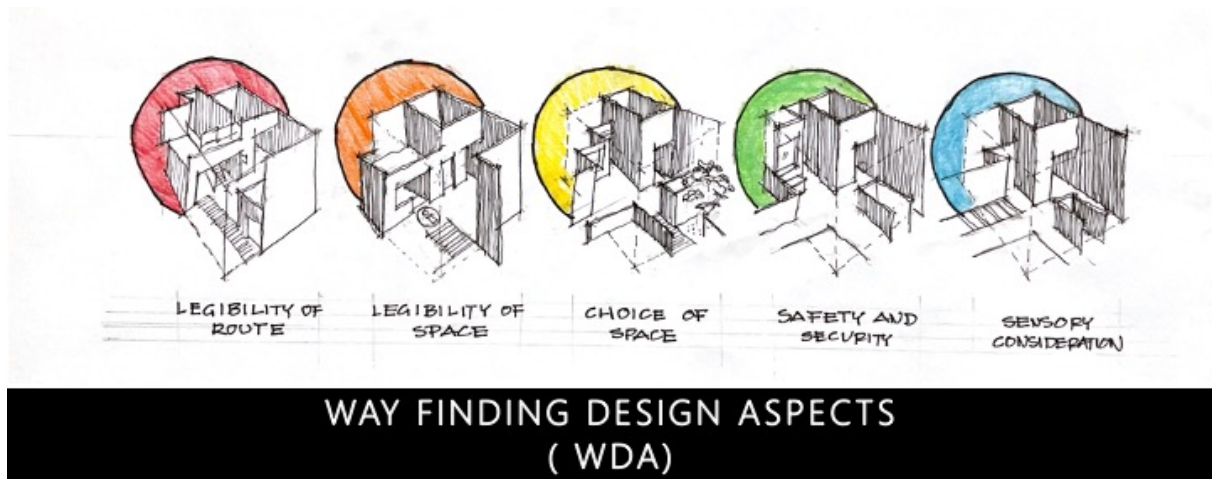 LEGIBILITY OF
ROUTE
LEGIBILITY OF
SPACE
CHOICE OF
SPACE
SAFETY AND
SECURITY
SENSORY
CONSIDERATION
WAY FINDING DESIGN ASPECTS
( WDA)